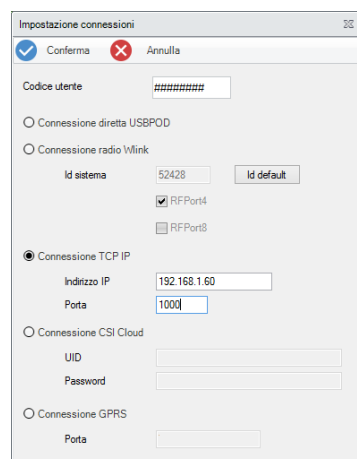 Impostazione connessioni
Conferma Annulla
Codice utente ########
Connessione diretta USBPOD
Connessione radio Wlink
Id sistema 52428 Id default
RFPort4
RFPort8
Connessione TCP IP
Indirizzo IP 192.168.1.60
Porta 1000
Connessione CSI Cloud
UID
Password
Connessione GPRS
Porta